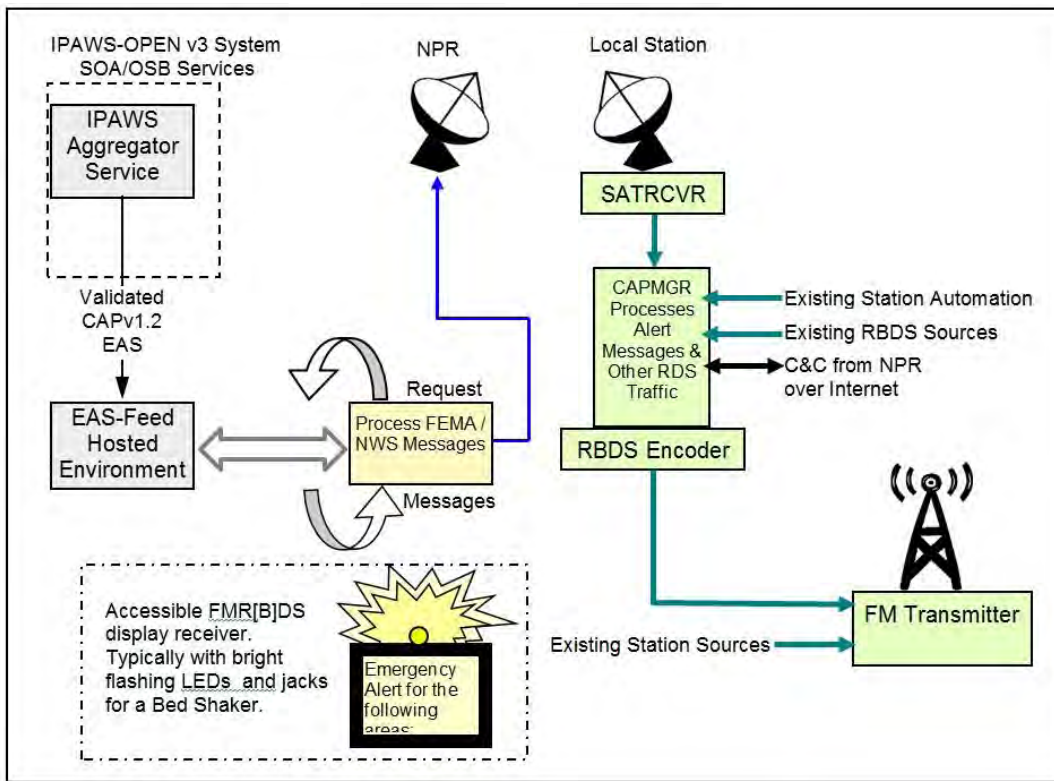 IPAWS-OPEN v3 System
SOA/OSB Services
IPAWS
Aggregator
Service
Validated
CAPv1.2
EAS
EAS-Feed
Hosted
Environment
NPR
Request
Process FEMA /
NWS Messages
Messages
Local Station
SATRCVR
CAPMGR
Processes
Alert
Messages &
Other RDS
Traffic
Existing Station Automation
Existing RBDS Sources
C&C from NPR
over Internet
RBDS Encoder
FM Transmitter
Existing Station Sources
Accessible FMR[B]DS
display receiver.
Typically with bright
flashing LEDs and jacks
for a Bed Shaker.
Emergency
Alert for the
following
areas: